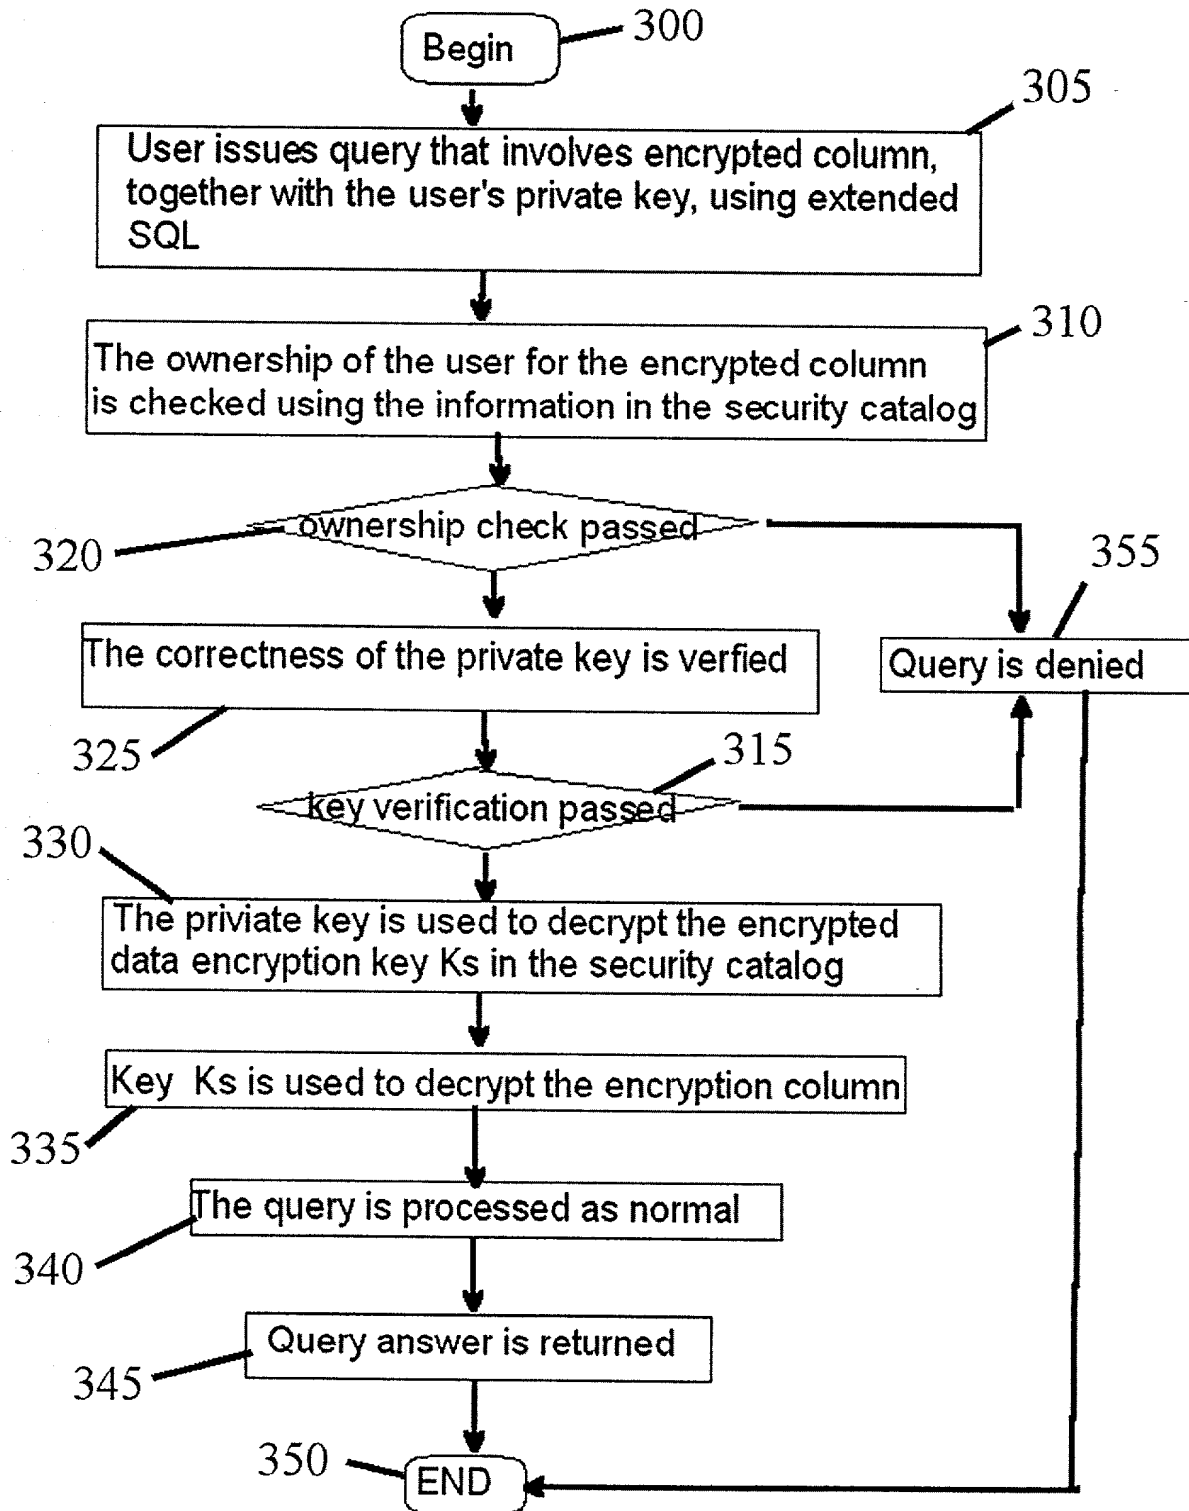 Begin
300
305
User issues query that involves encrypted column,
together with the user's private key, using extended
SQL
310
The ownership of the user for the encrypted column
is checked using the information in the security catalog
ownership check passed
320
355
The correctness of the private key is verfied
Query is denied
325
315
key verification passed
330
The priviate key is used to decrypt the encrypted
data encryption key Ks in the security catalog
Key Ks is used to decrypt the encryption column
335
The query is processed as normal
340
Query answer is returned
345
350
END